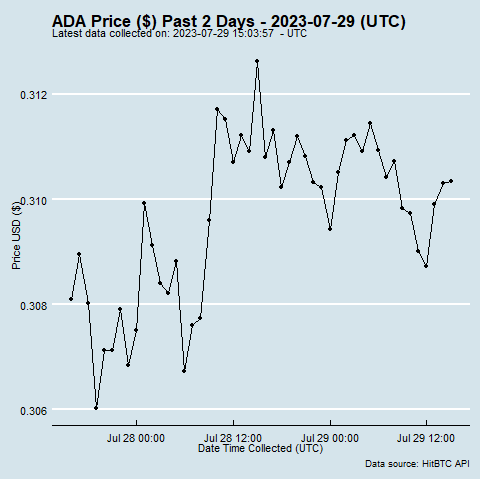 ADA Price ($) Past 2 Days - 2023-07-29 (UTC)
Latest data collected on: 2023-07-29 15:03:57 - UTC
0.312
0.310
0.308
0.306
Price USD ($)
Jul 28 00:00 Jul 28 12:00 Jul 29 00:00 Jul 29 12:00
Date Time Collected (UTC)
Data source: HitBTC API